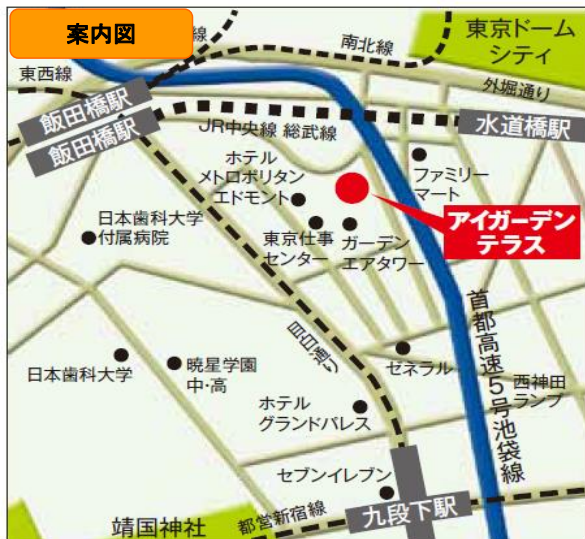 案内図
線
南北線
東京ドーム
シティ
東西線
外堀通り
飯田橋駅
飯田橋駅
JR中央線 総武線
水道橋駅
ホテル
メトロポリタン
エドモント
ファミリー
マート
アイガーデン
テラス
日本歯科大学
付属病院
東京仕事
センター
ガーデン
エアタワー
目白通り
首都高速5号池袋線
日本歯科大学
暁星学園
中・高
ゼネラル
西神田
ランプ
ホテル
グランドパレス
セブンイレブン
九段下駅
都営新宿線
靖国神社